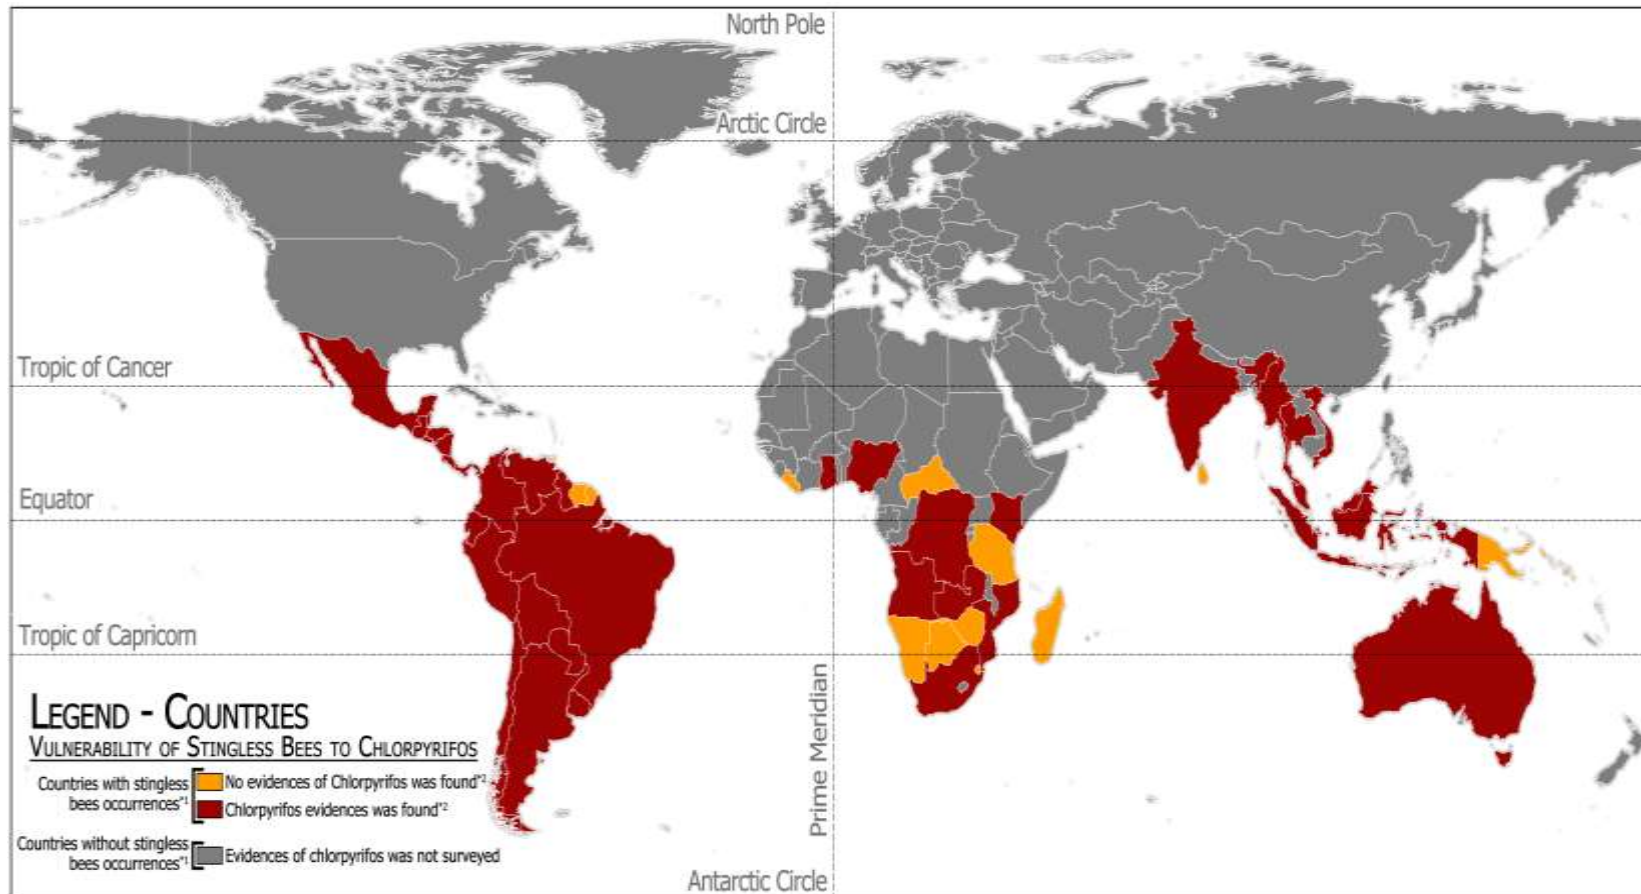 North Pole
Arctic Circle
Tropic of Cancer
Equator
Tropic of Capricorn
Prime Meridian
LEGEND - COUNTRIES
VULNERABILITY OF STINGLESS BEES TO CHLORPYRIFOS
Countries with stingless
bees occurrences*1
No evidences of Chlorpyrifos was found*2
Chlorpyrifos evidences was found*2
Countries without stingless
bees occurrences*1
Evidences of chlorpyrifos was not surveyed
Antarctic Circle